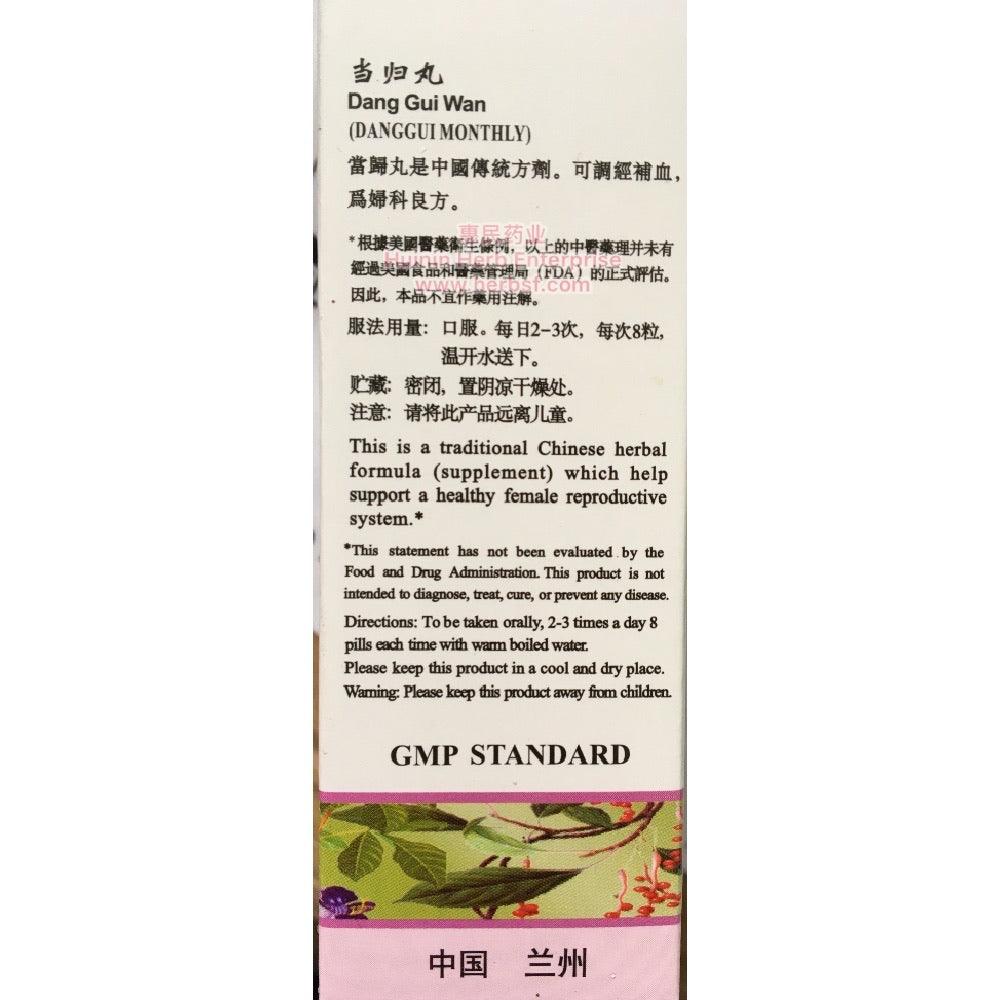 当归丸
Dang Gui Wan
(DANGGUI MONTHLY)
當歸丸是中國傳統方劑。可調經補血，
爲婦科良方。
惠民药业
*根據美國醫藥衞生條例，以上的中醫藥理并未有
Huimin Herb Enterprise
經過美國食品和醫藥管理局（FDA）的正式評估。
www.herbsf.com
因此，本品不宜作藥用注解。
服法用量：口服。每日2-3次，每次8粒，
温开水送下。
贮藏：密闭，置阴凉干燥处。
注意：请将此产品远离儿童。
This is a traditional Chinese herbal
formula (supplement) which help
support a healthy female reproductive
system.*
*This statement has not been evaluated by the
Food and Drug Administration. This product is not
intended to diagnose, treat, cure, or prevent any disease.
Directions: To be taken orally, 2-3 times a day 8
pills each time with warm boiled water.
Please keep this product in a cool and dry place.
Warning: Please keep this product away from children.
GMP STANDARD
中国 兰州